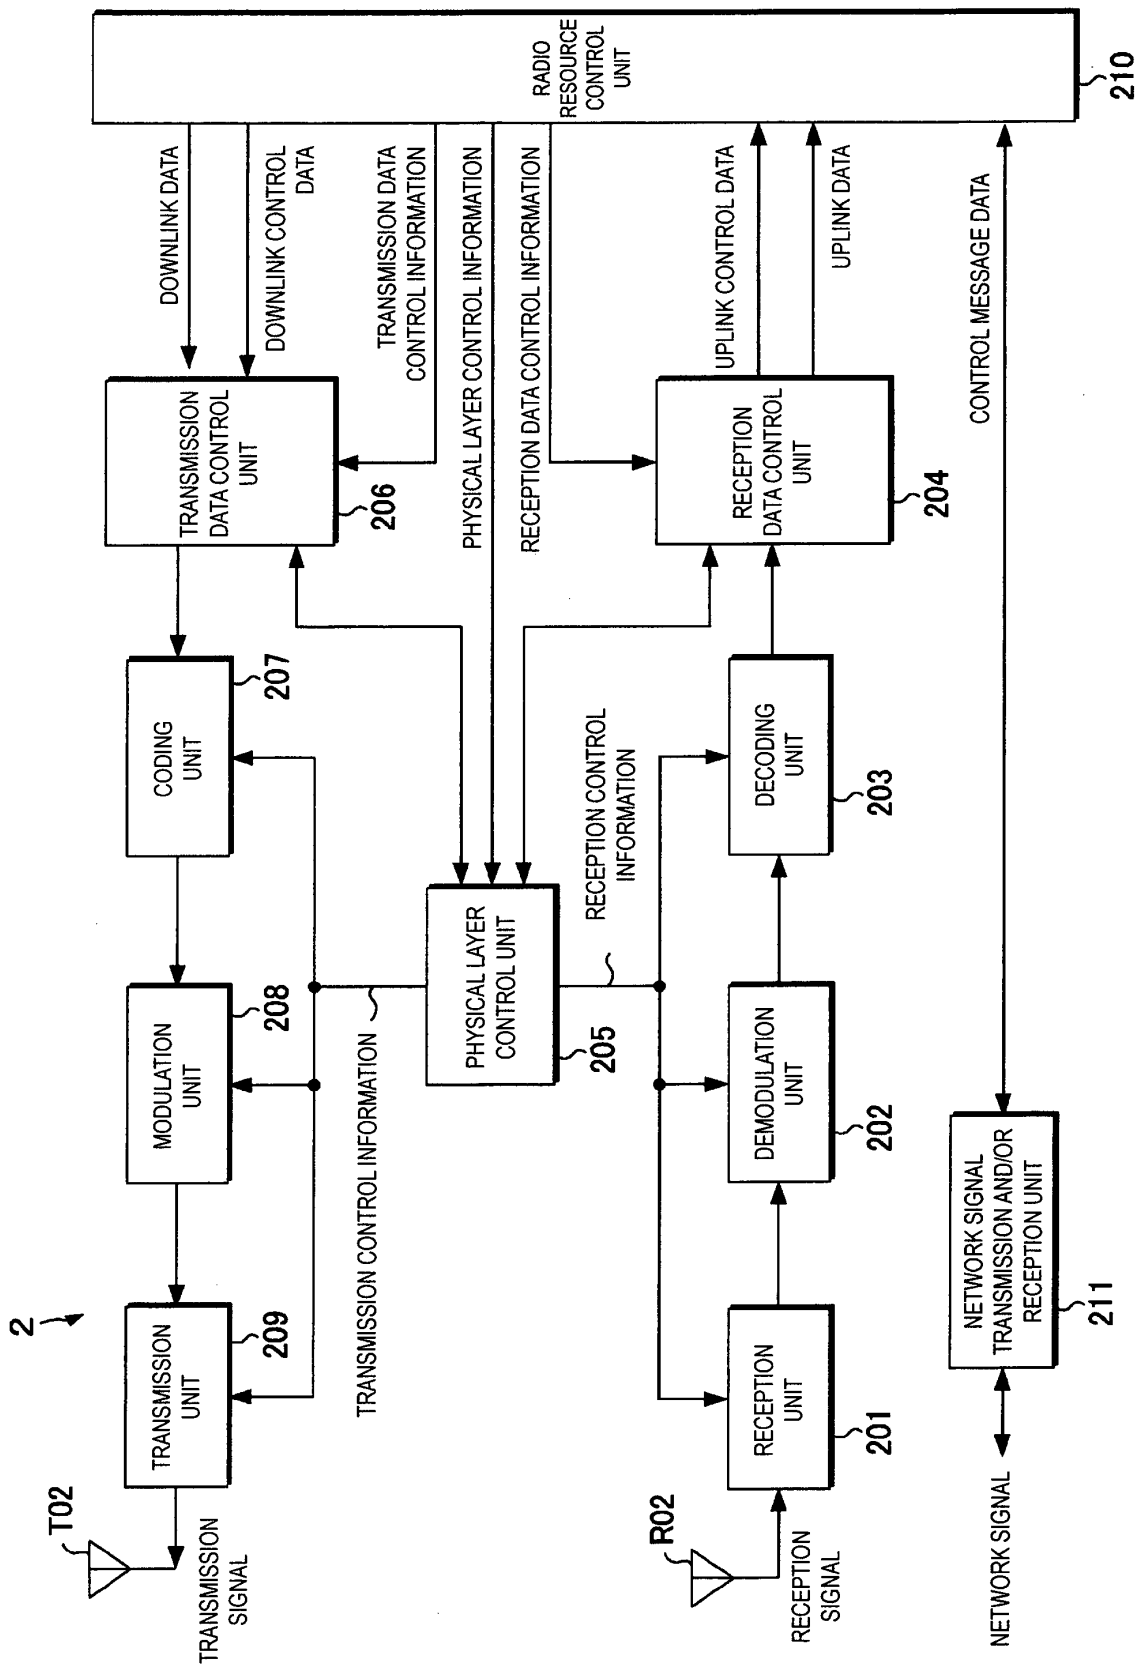 2
T02
TRANSMISSION
SIGNAL
TRANSMISSION
UNIT
209
MODULATION
UNIT
208
CODING
UNIT
207
TRANSMISSION
DATA CONTROL
UNIT
206
DOWNLINK DATA
DOWNLINK CONTROL
DATA
TRANSMISSION DATA
CONTROL INFORMATION
PHYSICAL LAYER CONTROL INFORMATION
RECEPTION DATA CONTROL INFORMATION
RADIO
RESOURCE
CONTROL
UNIT
210
TRANSMISSION CONTROL INFORMATION
PHYSICAL LAYER
CONTROL UNIT
205
RECEPTION CONTROL
INFORMATION
R02
RECEPTION
SIGNAL
RECEPTION
UNIT
201
DEMODULATION
UNIT
202
DECODING
UNIT
203
RECEPTION
DATA CONTROL
UNIT
204
UPLINK CONTROL DATA
UPLINK DATA
NETWORK SIGNAL
NETWORK SIGNAL
TRANSMISSION AND/OR
RECEPTION UNIT
211
CONTROL MESSAGE DATA